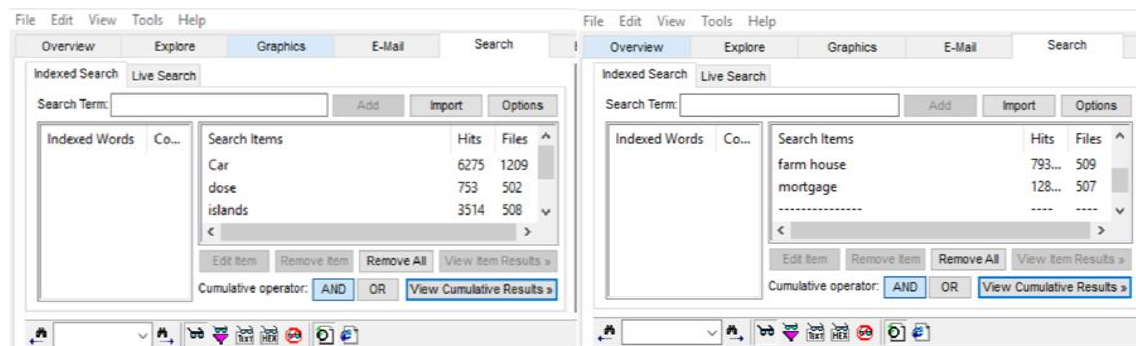 File Edit View Tools Help
Overview Explore Graphics E-Mail Search
Indexed Search Live Search
Search Term: Add Import Options
Indexed Words Co... Search Items Hits Files
Car 6275 1209
dose 753 502
islands 3514 508
Edit Item Remove Item Remove All View Item Results »
Cumulative operator: AND OR View Cumulative Results »
TEXT HEX
File Edit View Tools Help
Overview Explore Graphics E-Mail Search
Indexed Search Live Search
Search Term: Add Import Options
Indexed Words Co... Search Items Hits Files
farm house 793... 509
mortgage 128... 507
--------------- ---- ----
Edit Item Remove Item Remove All View Item Results »
Cumulative operator: AND OR View Cumulative Results »
TEXT HEX